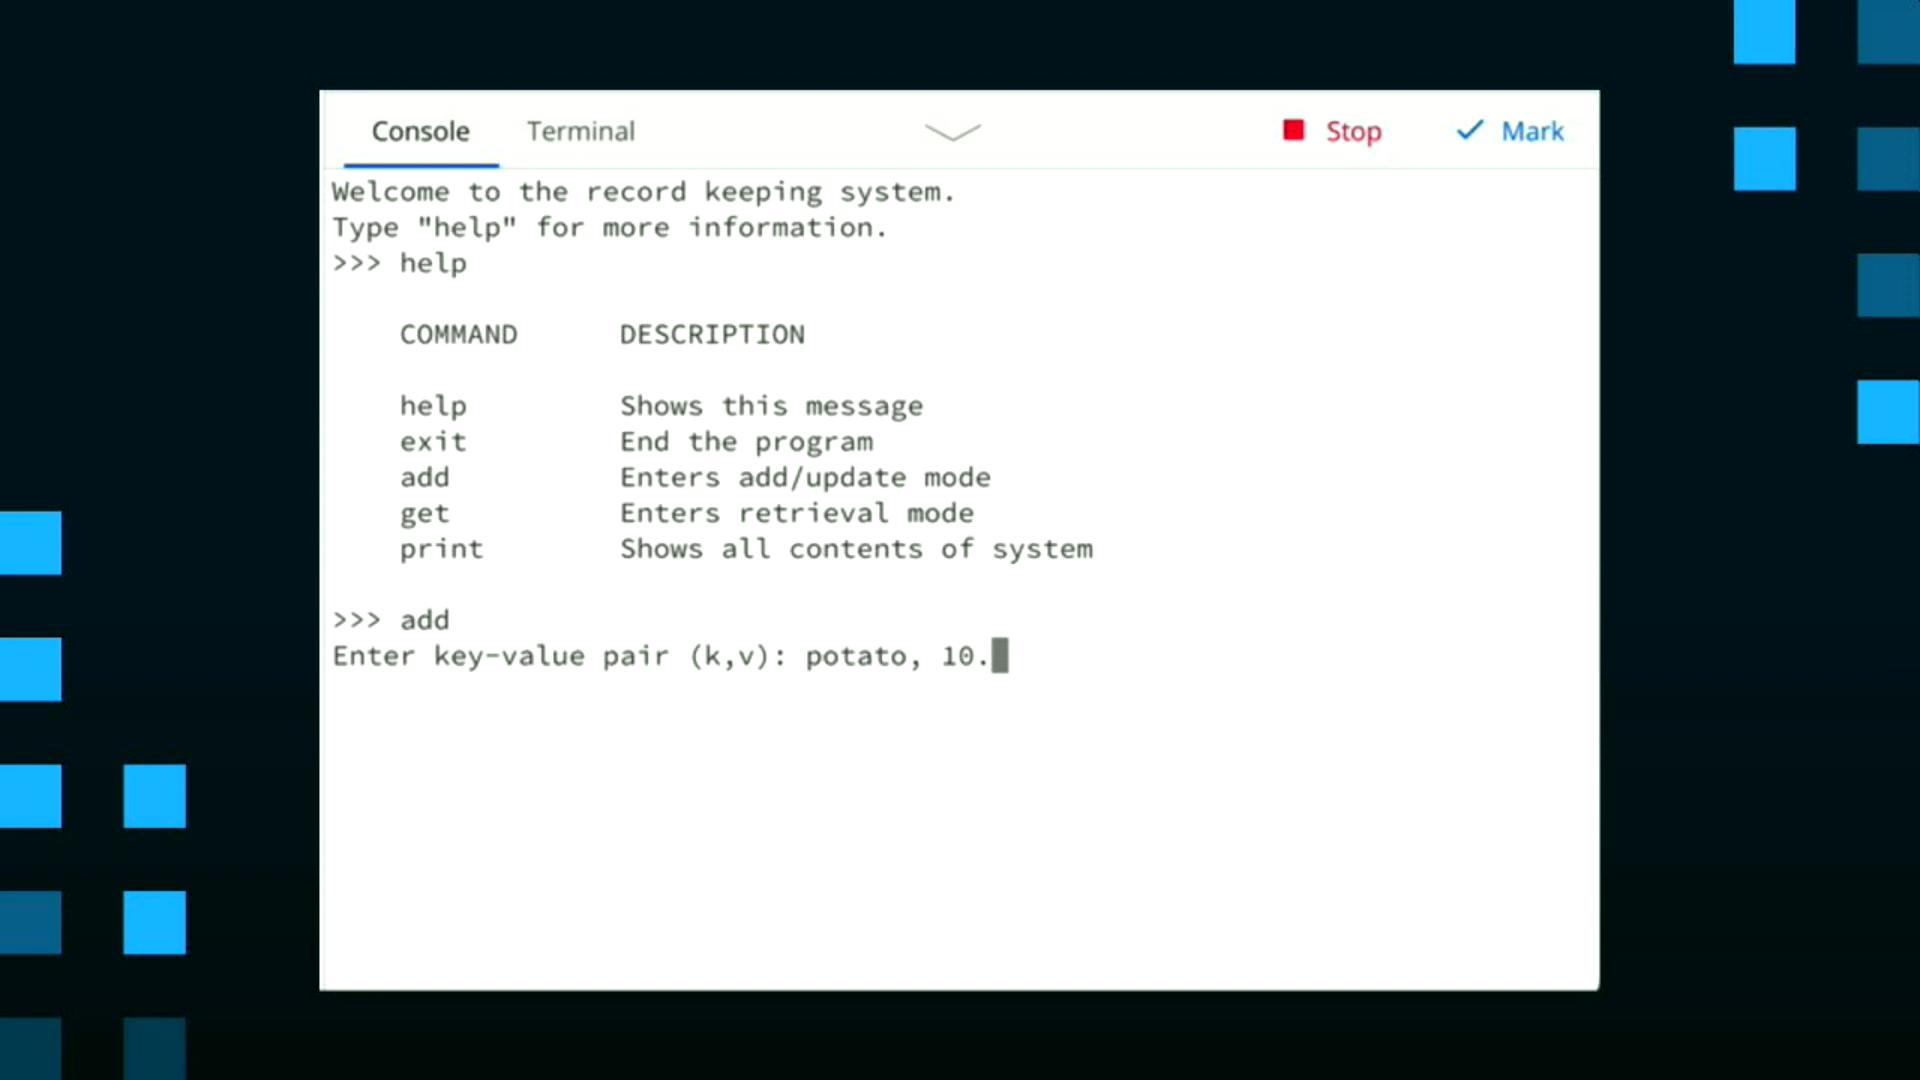 Console Terminal Stop Mark
Welcome to the record keeping system.
Type "help" for more information.
>>> help
COMMAND DESCRIPTION
help Shows this message
exit End the program
add Enters add/update mode
get Enters retrieval mode
print Shows all contents of system
>>> add
Enter key-value pair (k,v): potato, 10.